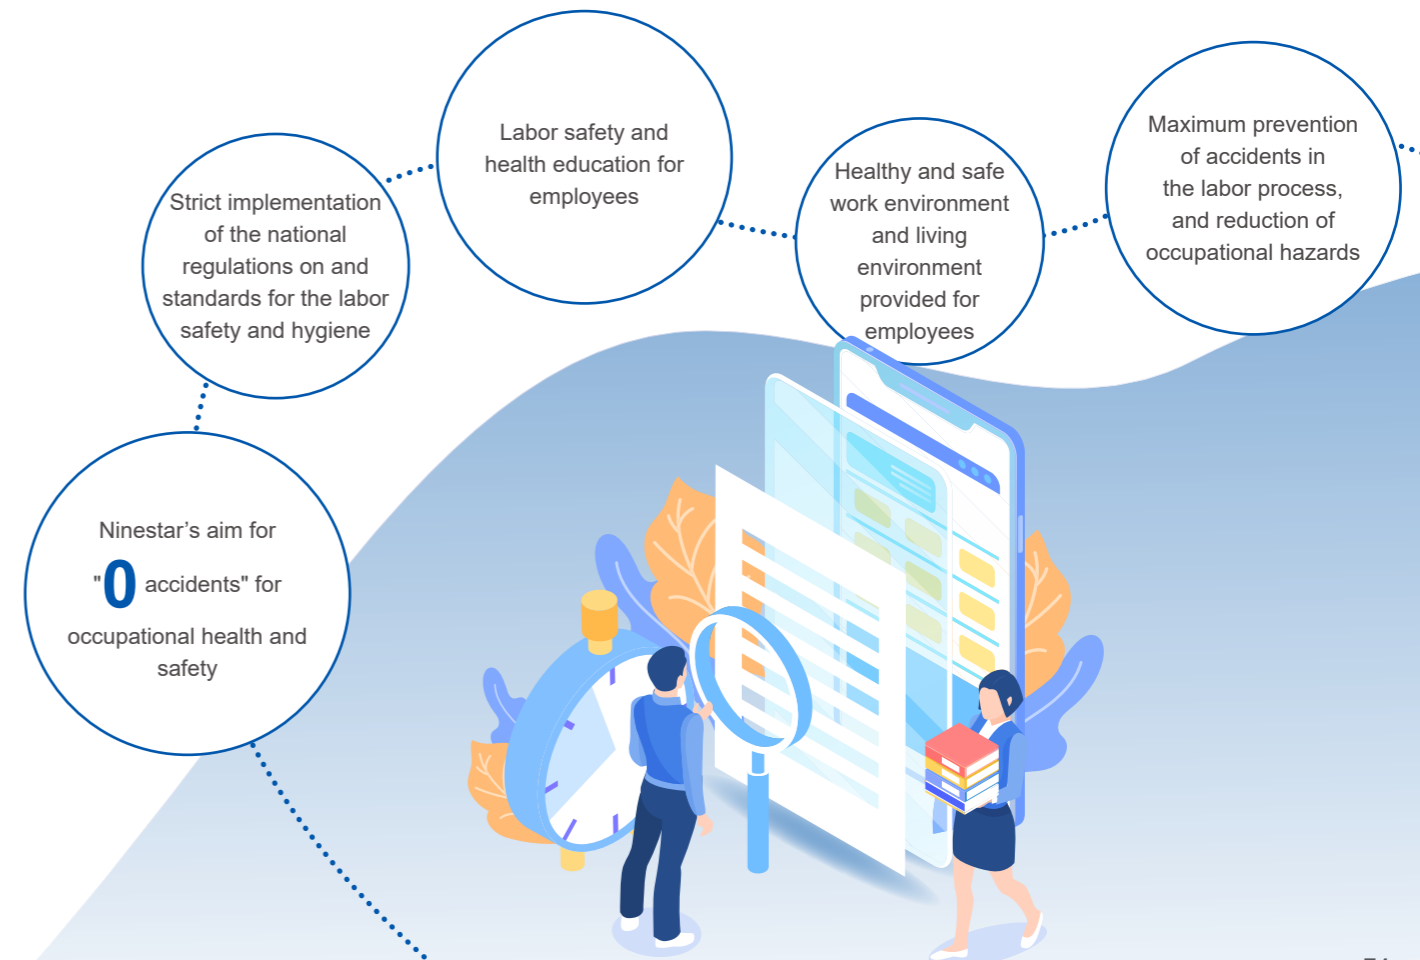 Labor safety and
health education for
employees
Maximum prevention
of accidents in
the labor process,
and reduction of
occupational hazards
Healthy and safe
work environment
and living
environment
provided for
employees
Strict implementation
of the national
regulations on and
standards for the labor
safety and hygiene
Ninestar’s aim for
"0 accidents" for
occupational health and
safety